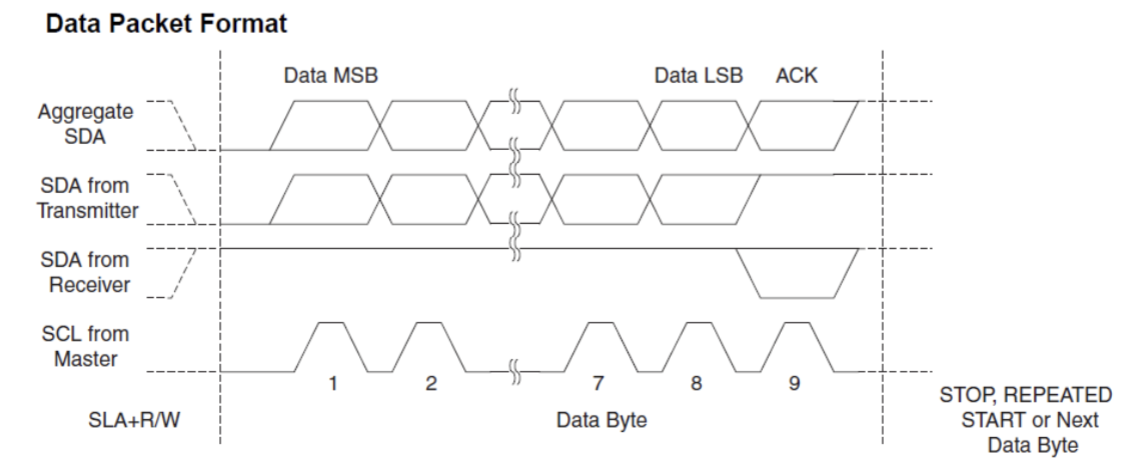 Data Packet Format
Data MSB
Data LSB
ACK
Aggregate
SDA
SDA from
Transmitter
SDA from
Receiver
SCL from
Master
1
2
7
8
9
SLA+R/W
Data Byte
STOP, REPEATED
START or Next
Data Byte